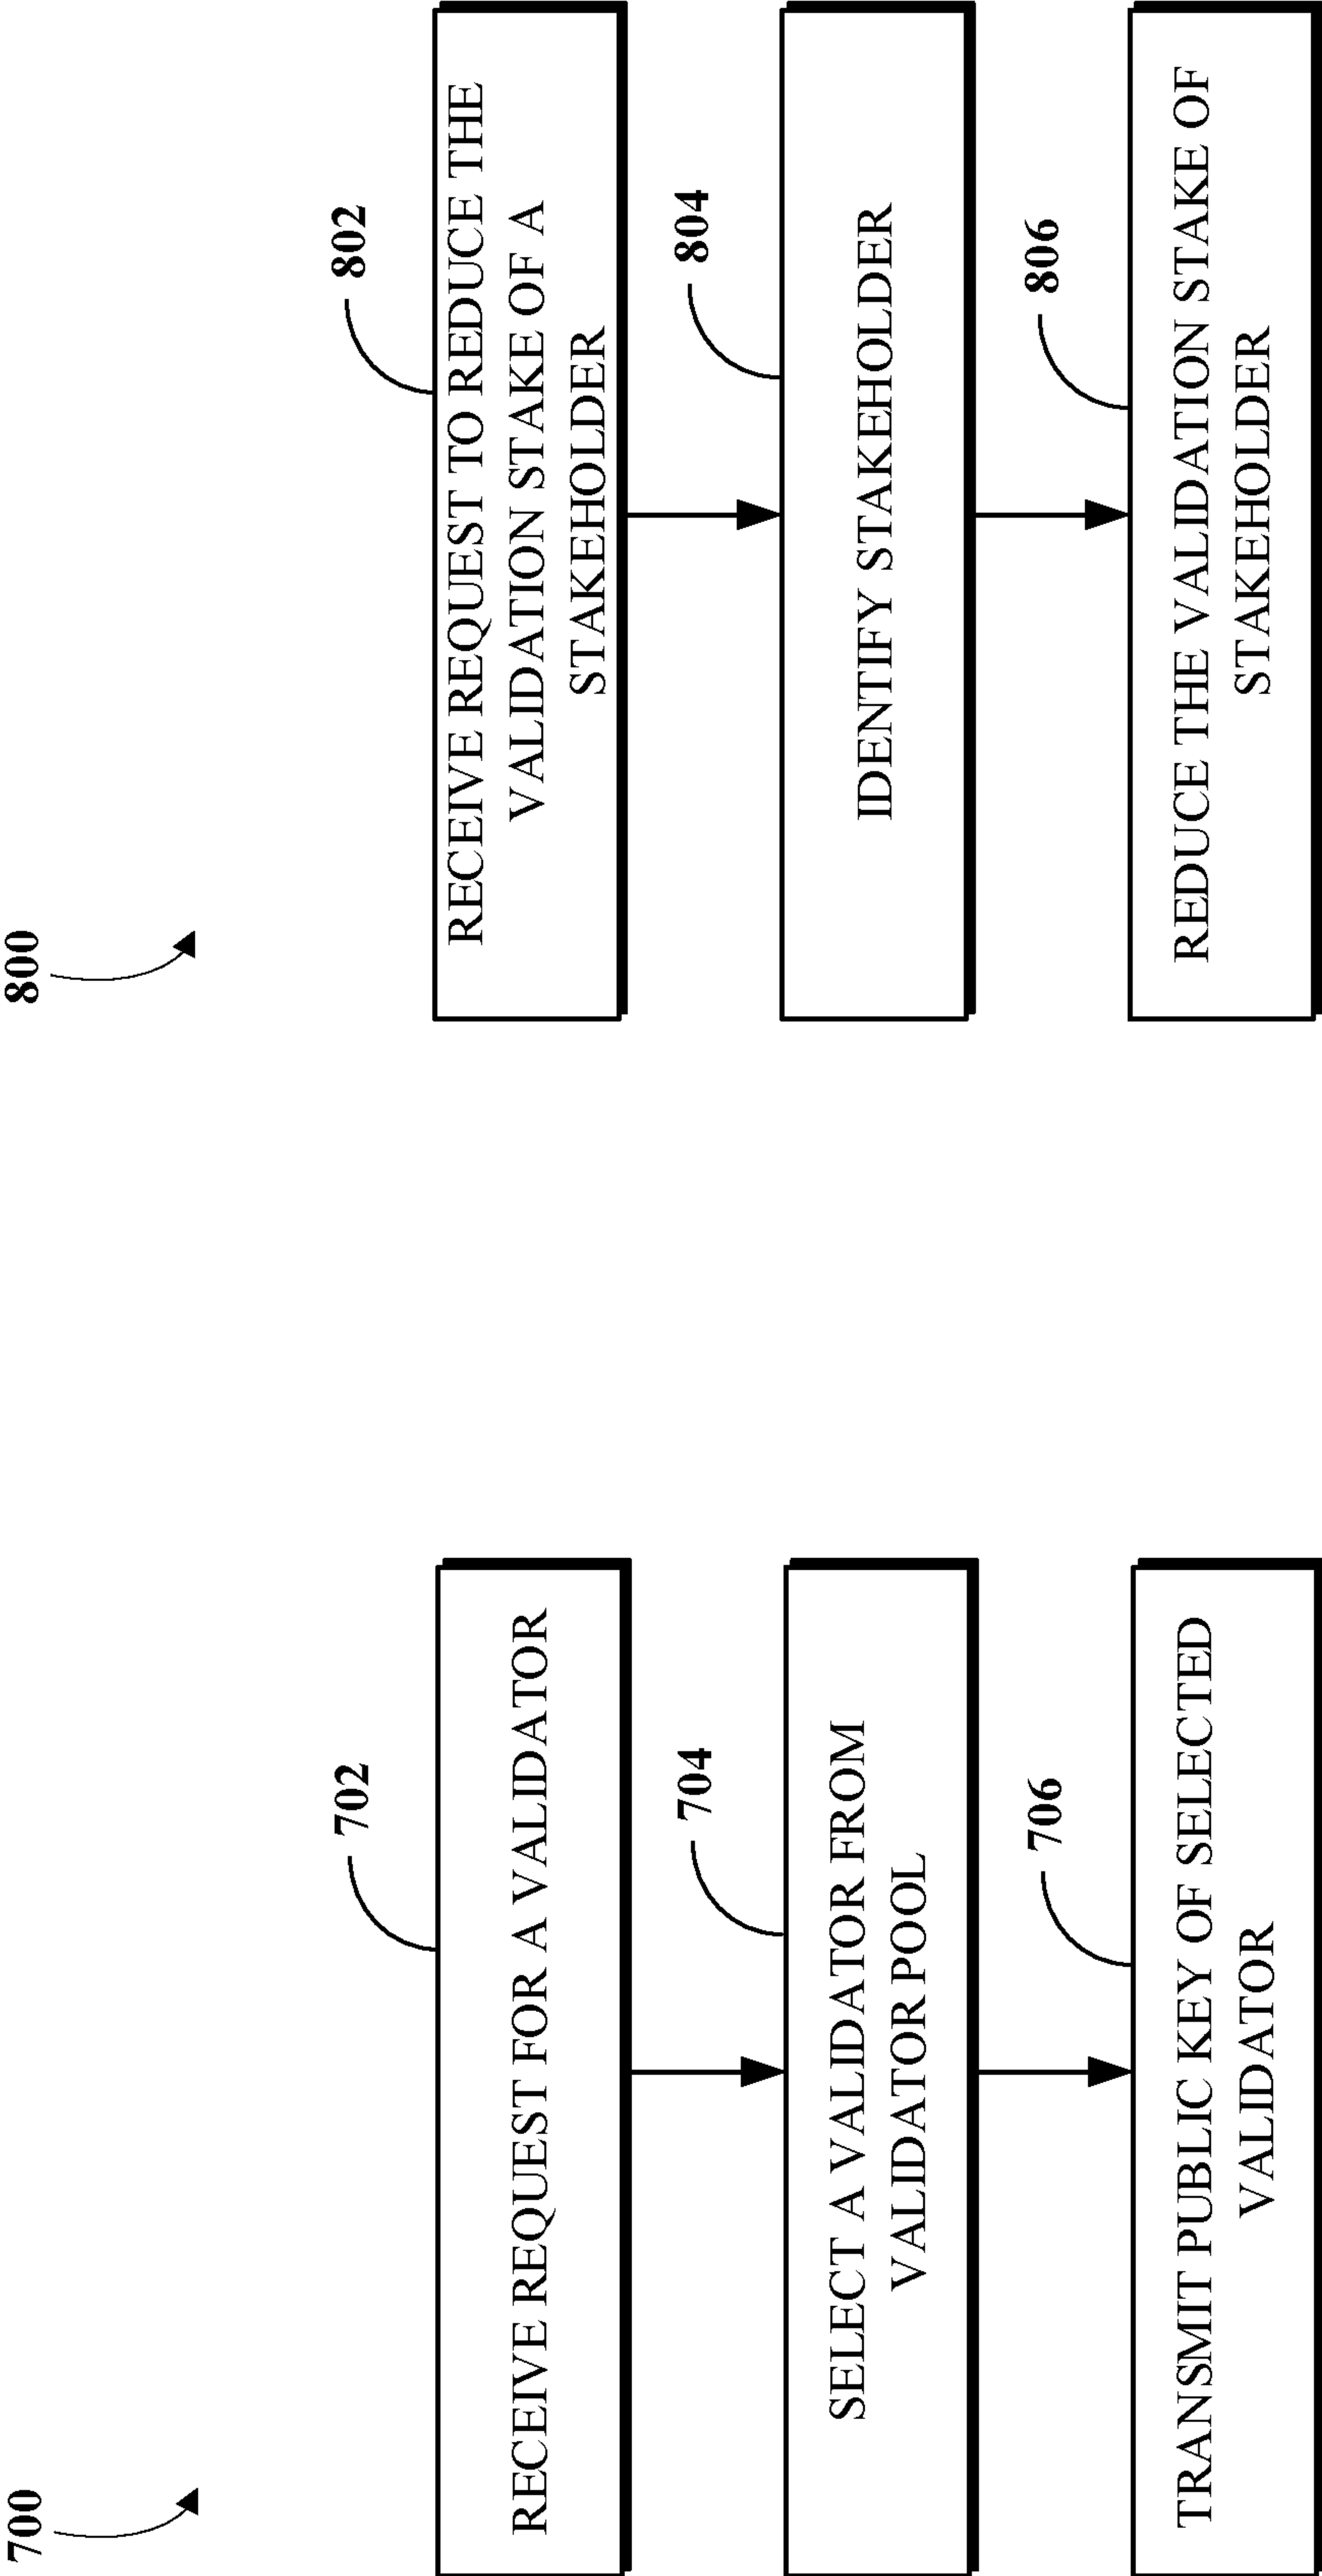 700
702
RECEIVE REQUEST FOR A VALIDATOR
704
SELECT A VALIDATOR FROM
VALIDATOR POOL
706
TRANSMIT PUBLIC KEY OF SELECTED
VALIDATOR
800
802
RECEIVE REQUEST TO REDUCE THE
VALIDATION STAKE OF A
STAKEHOLDER
804
IDENTIFY STAKEHOLDER
806
REDUCE THE VALIDATION STAKE OF
STAKEHOLDER